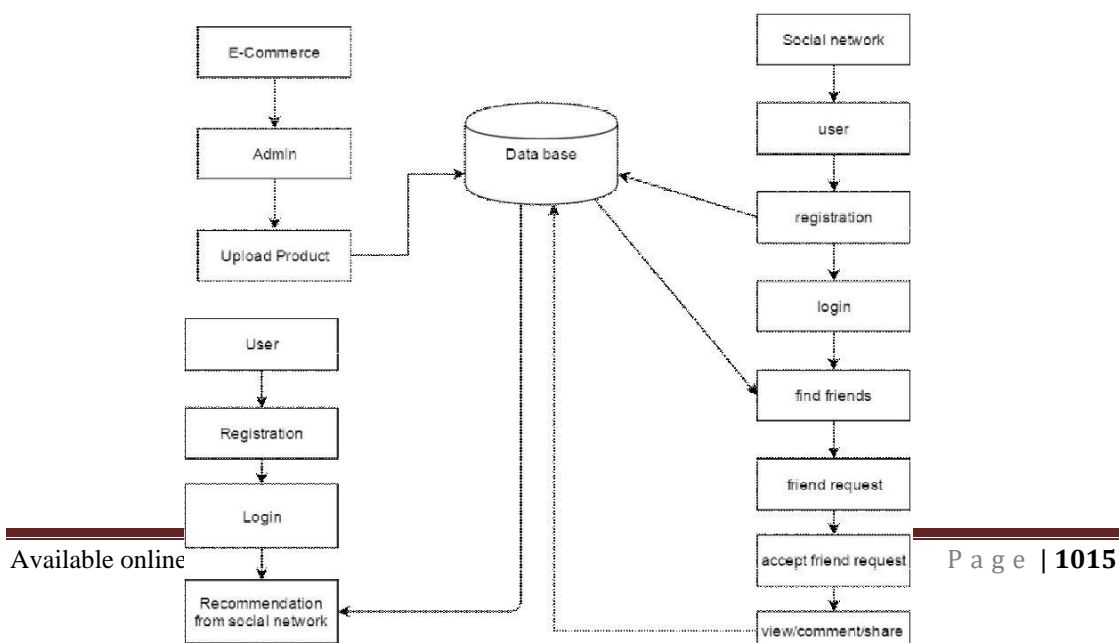 E-Commerce
Admin
Upload Product
User
Registration
Login
Recommendation
from social network
Data base
Social network
user
registration
login
find friends
friend request
accept friend request
view/comment/share
Available online
Page | 1015